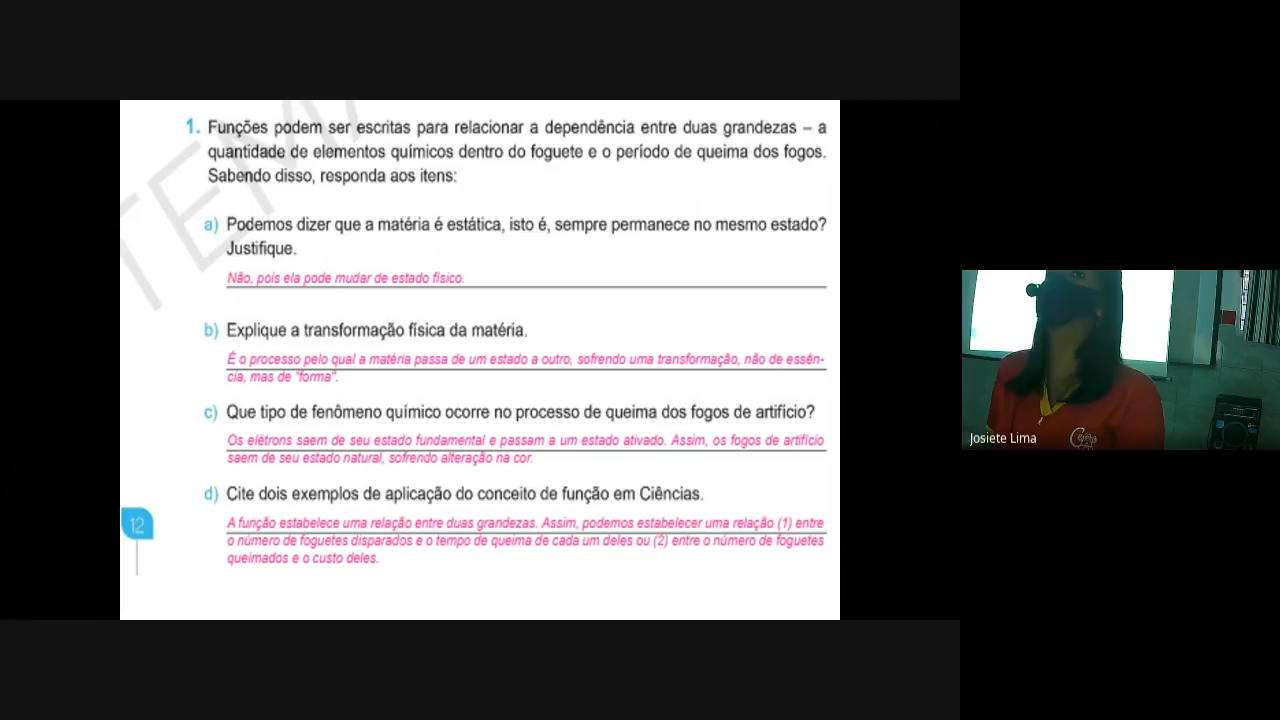 1. Funções podem ser escritas para relacionar a dependência entre duas grandezas – a
quantidade de elementos químicos dentro do foguete e o período de queima dos fogos.
Sabendo disso, responda aos itens:
a) Podemos dizer que a matéria é estática, isto é, sempre permanece no mesmo estado?
Justifique.
Não, pois ela pode mudar de estado físico.
b) Explique a transformação física da matéria.
É o processo pelo qual a matéria passa de um estado a outro, sofrendo uma transformação, não de essên-
cia, mas de "forma".
c) Que tipo de fenômeno químico ocorre no processo de queima dos fogos de artifício?
Os elétrons saem de seu estado fundamental e passam a um estado ativado. Assim, os fogos de artifício
saem de seu estado natural, sofrendo alteração na cor.
d) Cite dois exemplos de aplicação do conceito de função em Ciências.
A função estabelece uma relação entre duas grandezas. Assim, podemos estabelecer uma relação (1) entre
o número de foguetes disparados e o tempo de queima de cada um deles ou (2) entre o número de foguetes
queimados e o custo deles.
12
TEMA
Josiete Lima